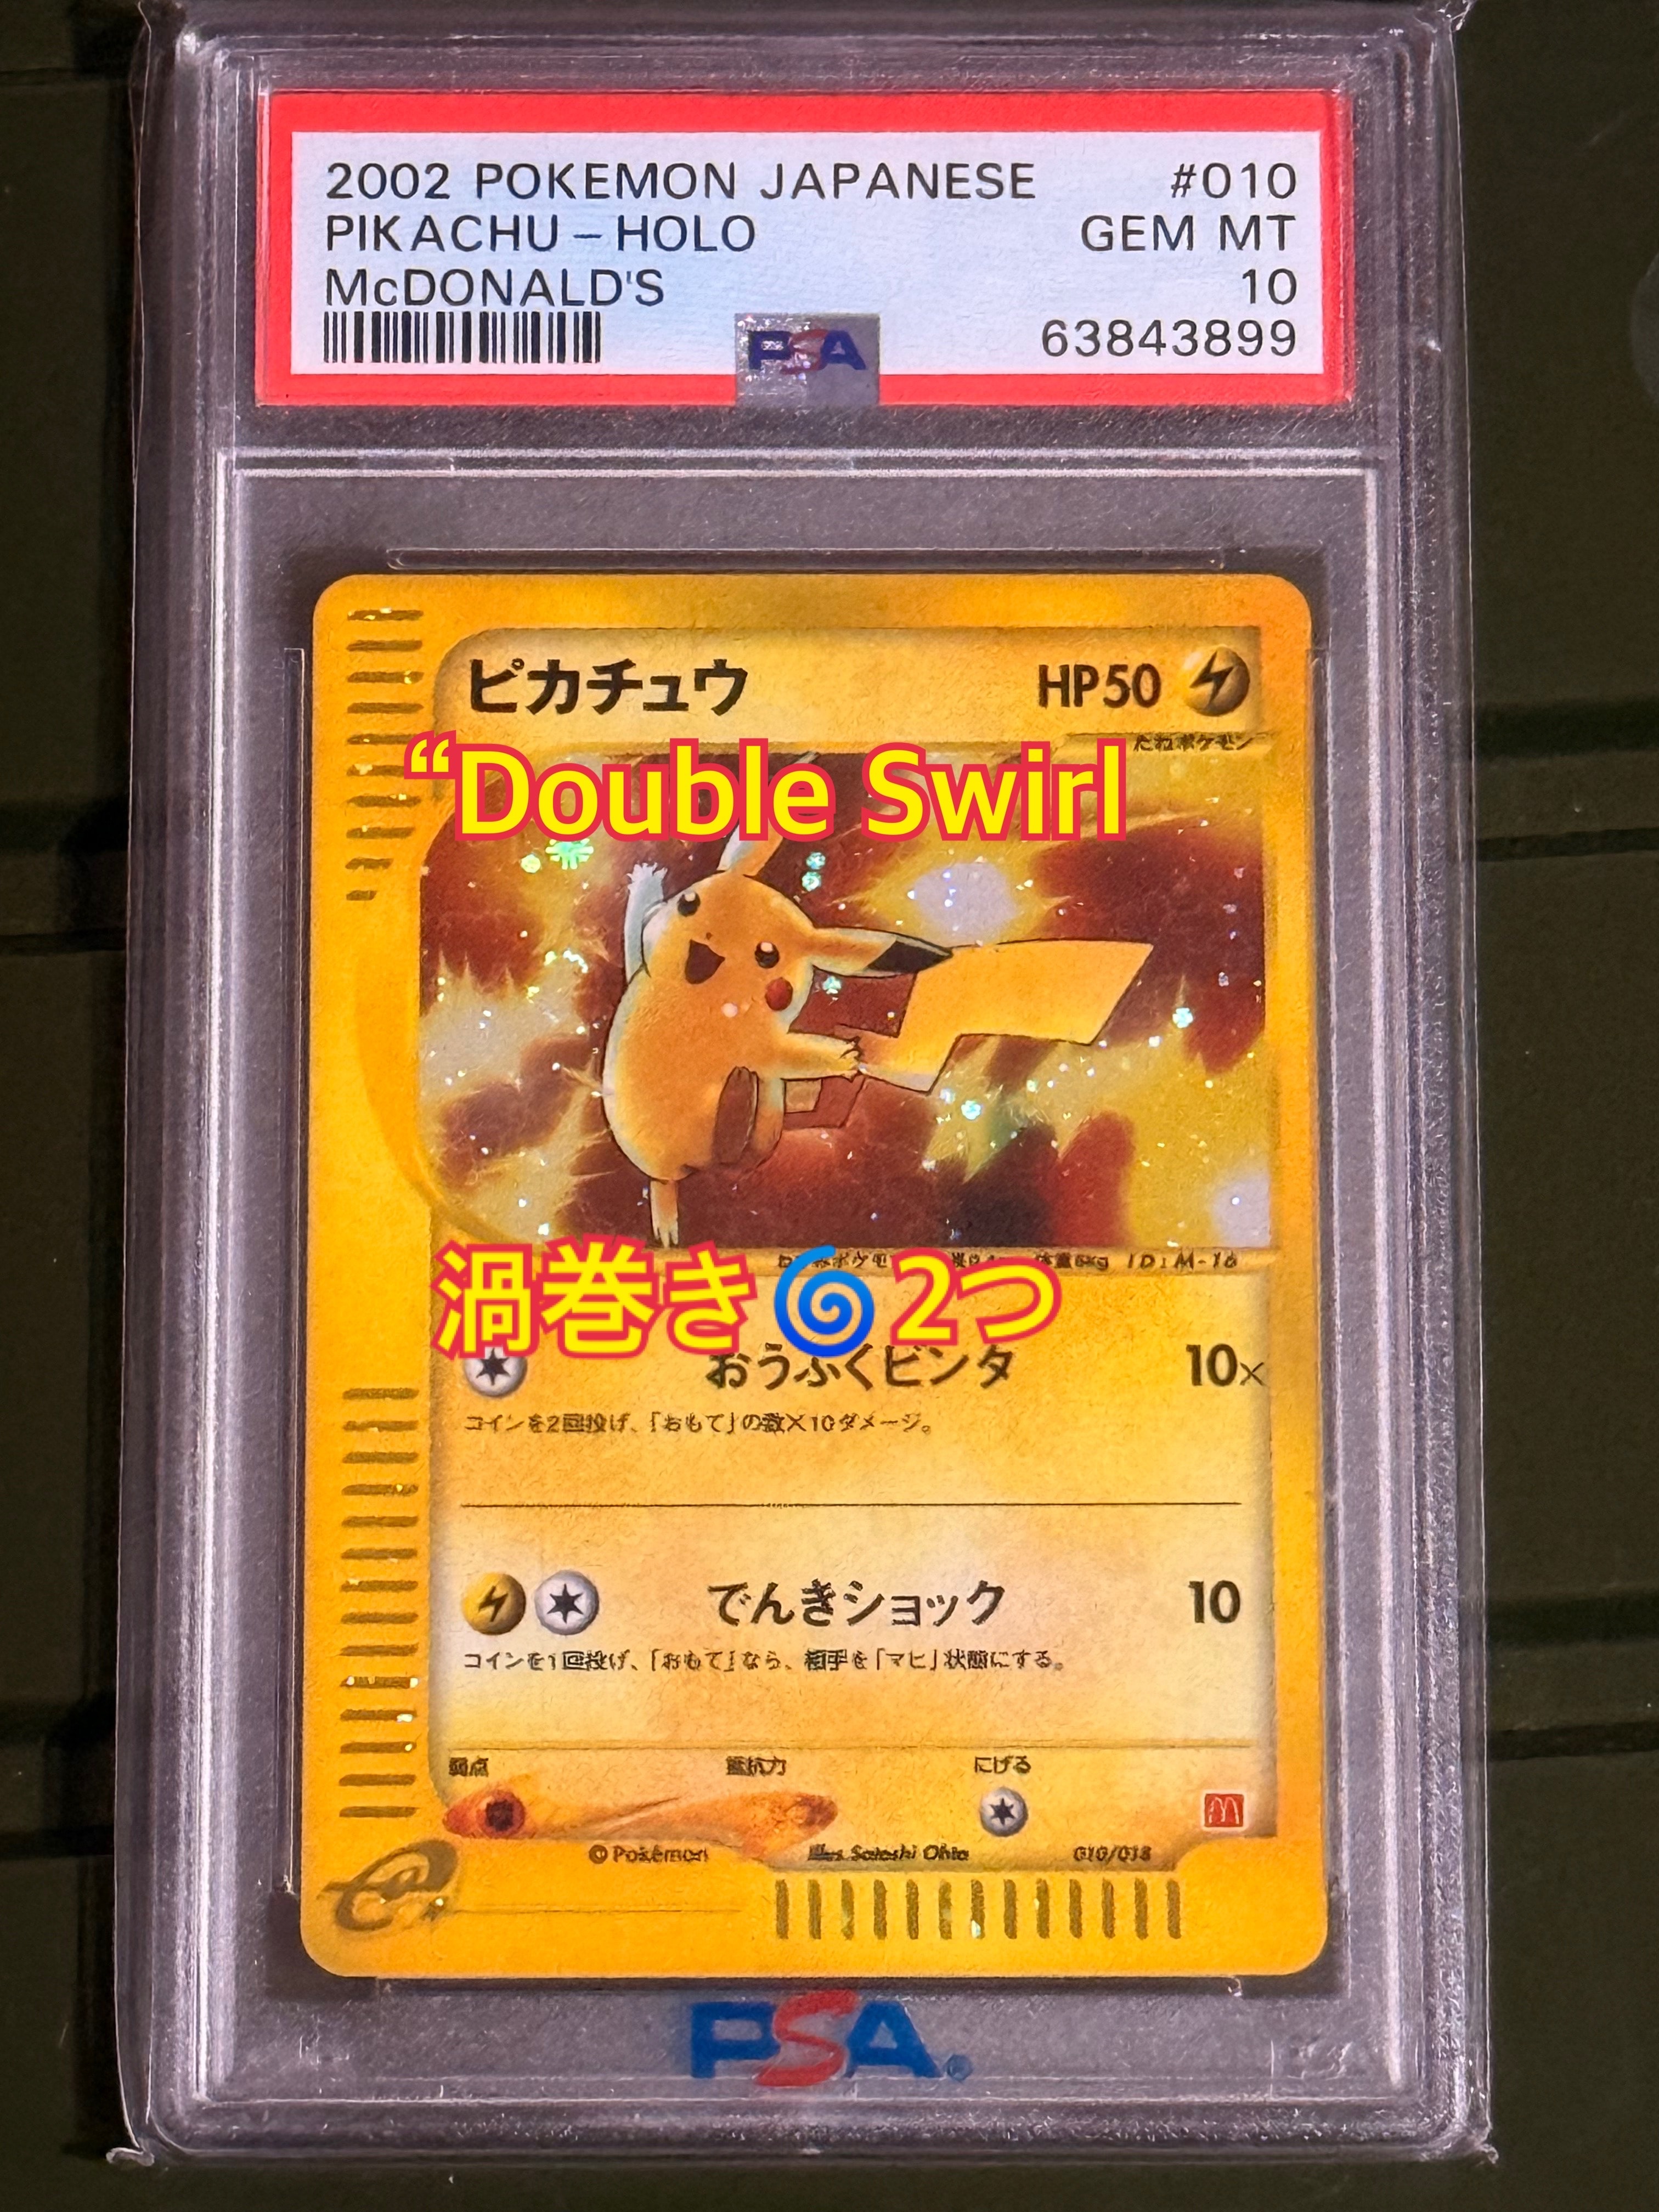 2002 POKEMON JAPANESE #010
PIKACHU - HOLO GEM MT
McDONALD'S 10
PSA 63843899
ピカチュウ HP50
たねポケモン
“Double Swirl
ID:M-16
渦巻き🌀2つ
おうふくビンタ 10×
コインを2回投げ、「おもて」の数×10ダメージ。
でんきショック 10
コインを1回投げ、「おもて」なら、相手を「マヒ」状態にする。
弱点 抵抗力 にげる
©Pokémon Illus. Satoshi Ohta 010/018
e
PSA®